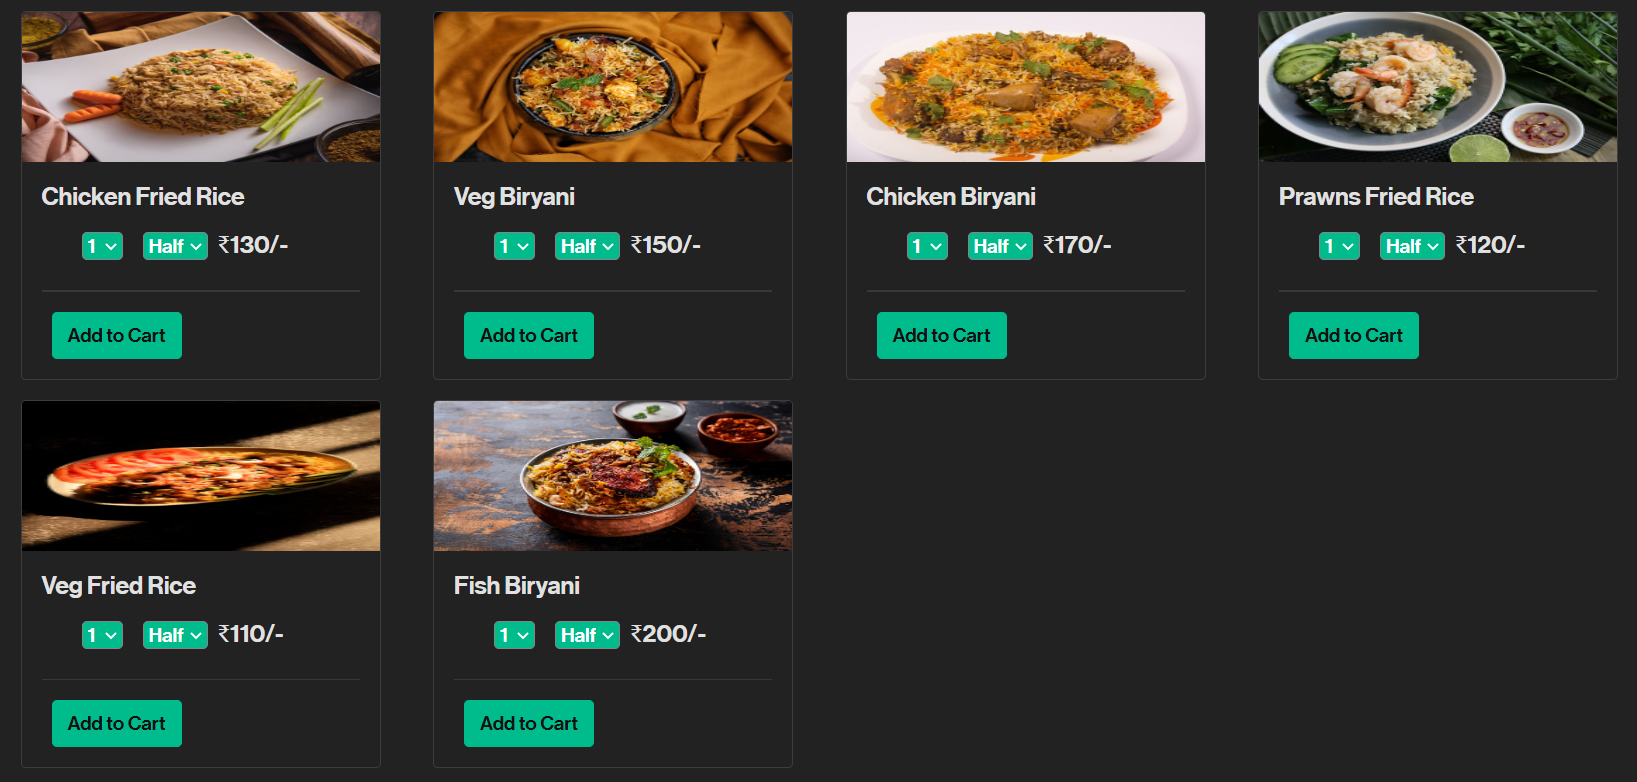 Chicken Fried Rice
1 Half ₹130/-
Add to Cart
Veg Biryani
1 Half ₹150/-
Add to Cart
Chicken Biryani
1 Half ₹170/-
Add to Cart
Prawns Fried Rice
1 Half ₹120/-
Add to Cart
Veg Fried Rice
1 Half ₹110/-
Add to Cart
Fish Biryani
1 Half ₹200/-
Add to Cart